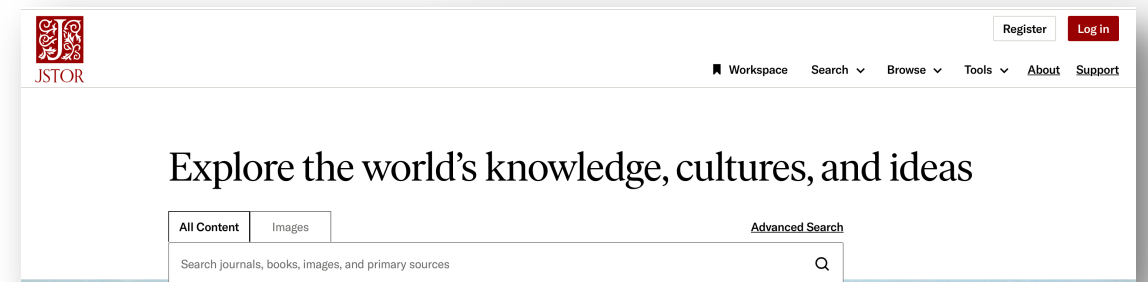 Register Log in
J
JSTOR
Workspace Search Browse Tools About Support
Explore the world’s knowledge, cultures, and ideas
All Content Images Advanced Search
Search journals, books, images, and primary sources